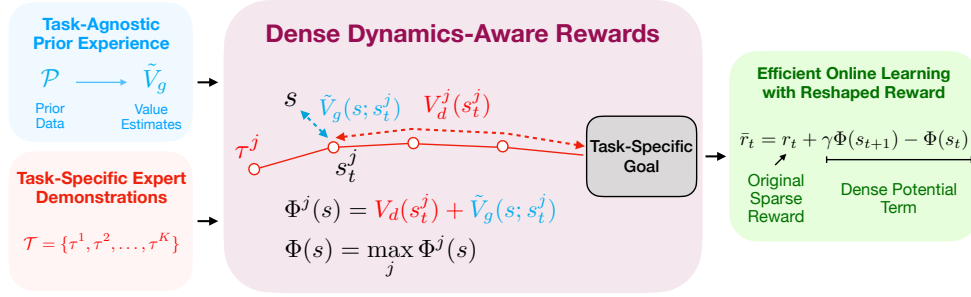 Task-Agnostic
Prior Experience
𝒫 ⟶ Ṽ_g
Prior
Data
Value
Estimates
Task-Specific Expert
Demonstrations
𝒯 = {τ^1, τ^2, . . . , τ^K}
Dense Dynamics-Aware Rewards
s
Ṽ_g(s; s_t^j)
V_d^j(s_t^j)
τ^j
s_t^j
Task-Specific
Goal
Φ^j(s) = V_d(s_t^j) + Ṽ_g(s; s_t^j)
Φ(s) = max_j Φ^j(s)
Efficient Online Learning
with Reshaped Reward
r̄_t = r_t + γΦ(s_{t+1}) − Φ(s_t)
Original
Sparse
Reward
Dense Potential
Term